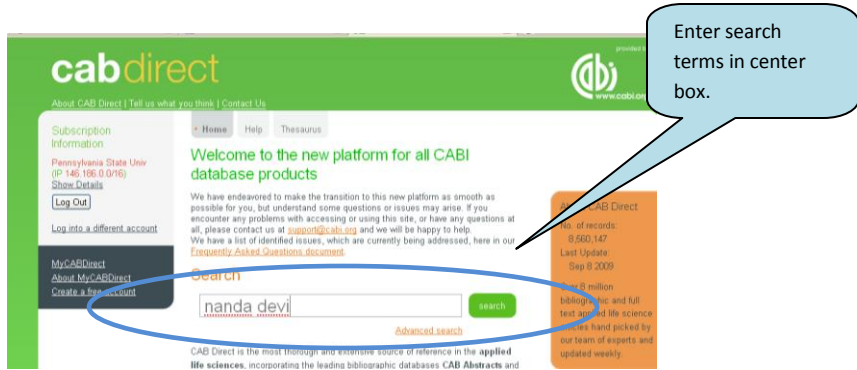 Enter search
terms in center
box.
provided b
cabdirect
www.cabi.org
About CAB Direct | Tell us what you think | Contact Us
Subscription
Information
Pennsylvania State Univ
(IP 146.186.0.0/16)
Show Details
Log Out
Log into a different account
MyCABDirect
About MyCABDirect
Create a free account
Home Help Thesaurus
Welcome to the new platform for all CABI
database products
We have endeavored to make the transition to this new platform as smooth as
possible for you, but understand some questions or issues may arise. If you
encounter any problems with accessing or using this site, or have any questions at
all, please contact us at support@cabi.org and we will be happy to help.
We have a list of identified issues, which are currently being addressed, here in our
Frequently Asked Questions document.
Search
nanda devi
search
Advanced search
CAB Direct is the most thorough and extensive source of reference in the applied
life sciences, incorporating the leading bibliographic databases CAB Abstracts and
About CAB Direct
No. of records:
8,560,147
Last Update:
Sep 8 2009
Over 8 million
bibliographic and full
text applied life science
articles hand picked by
our team of experts and
updated weekly.